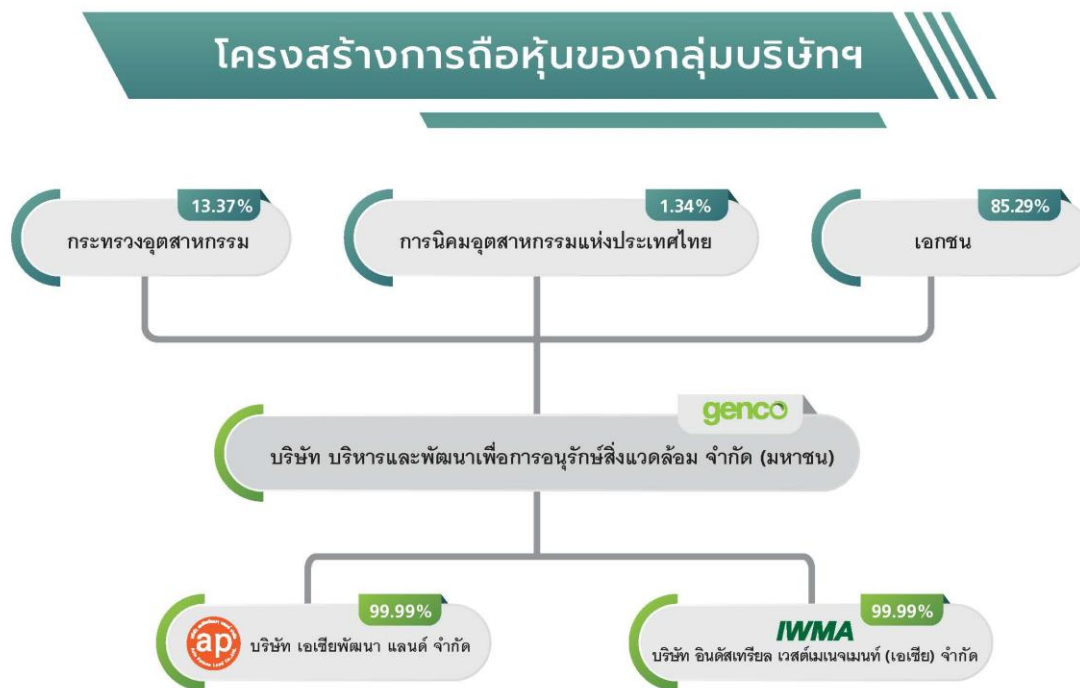 โครงสร้างการถือหุ้นของกลุ่มบริษัทฯ
13.37%
กระทรวงอุตสาหกรรม
1.34%
การนิคมอุตสาหกรรมแห่งประเทศไทย
85.29%
เอกชน
genco
บริษัท บริหารและพัฒนาเพื่อการอนุรักษ์สิ่งแวดล้อม จำกัด (มหาชน)
99.99%
ap
บริษัท เอเชียพัฒนา แลนด์ จำกัด
99.99%
IWMA
บริษัท อินดัสเทรียล เวสต์เมเนจเมนท์ (เอเซีย) จำกัด